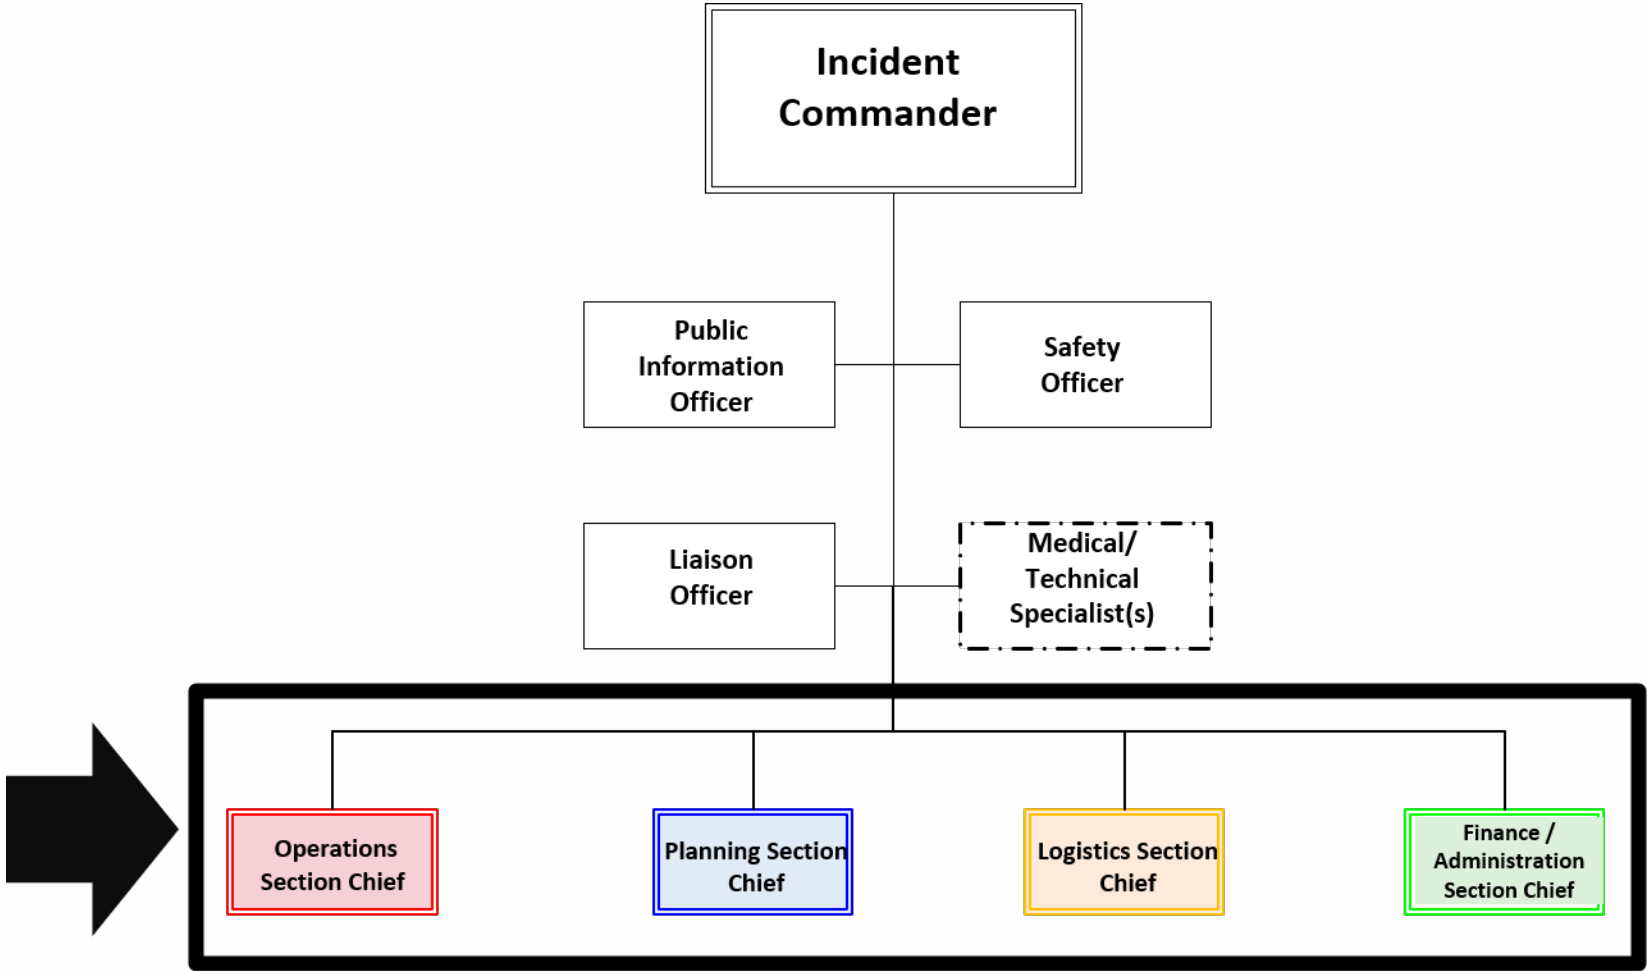 Incident
Commander
Public
Information
Officer
Safety
Officer
Liaison
Officer
Medical/
Technical
Specialist(s)
Operations
Section Chief
Planning Section
Chief
Logistics Section
Chief
Finance /
Administration
Section Chief